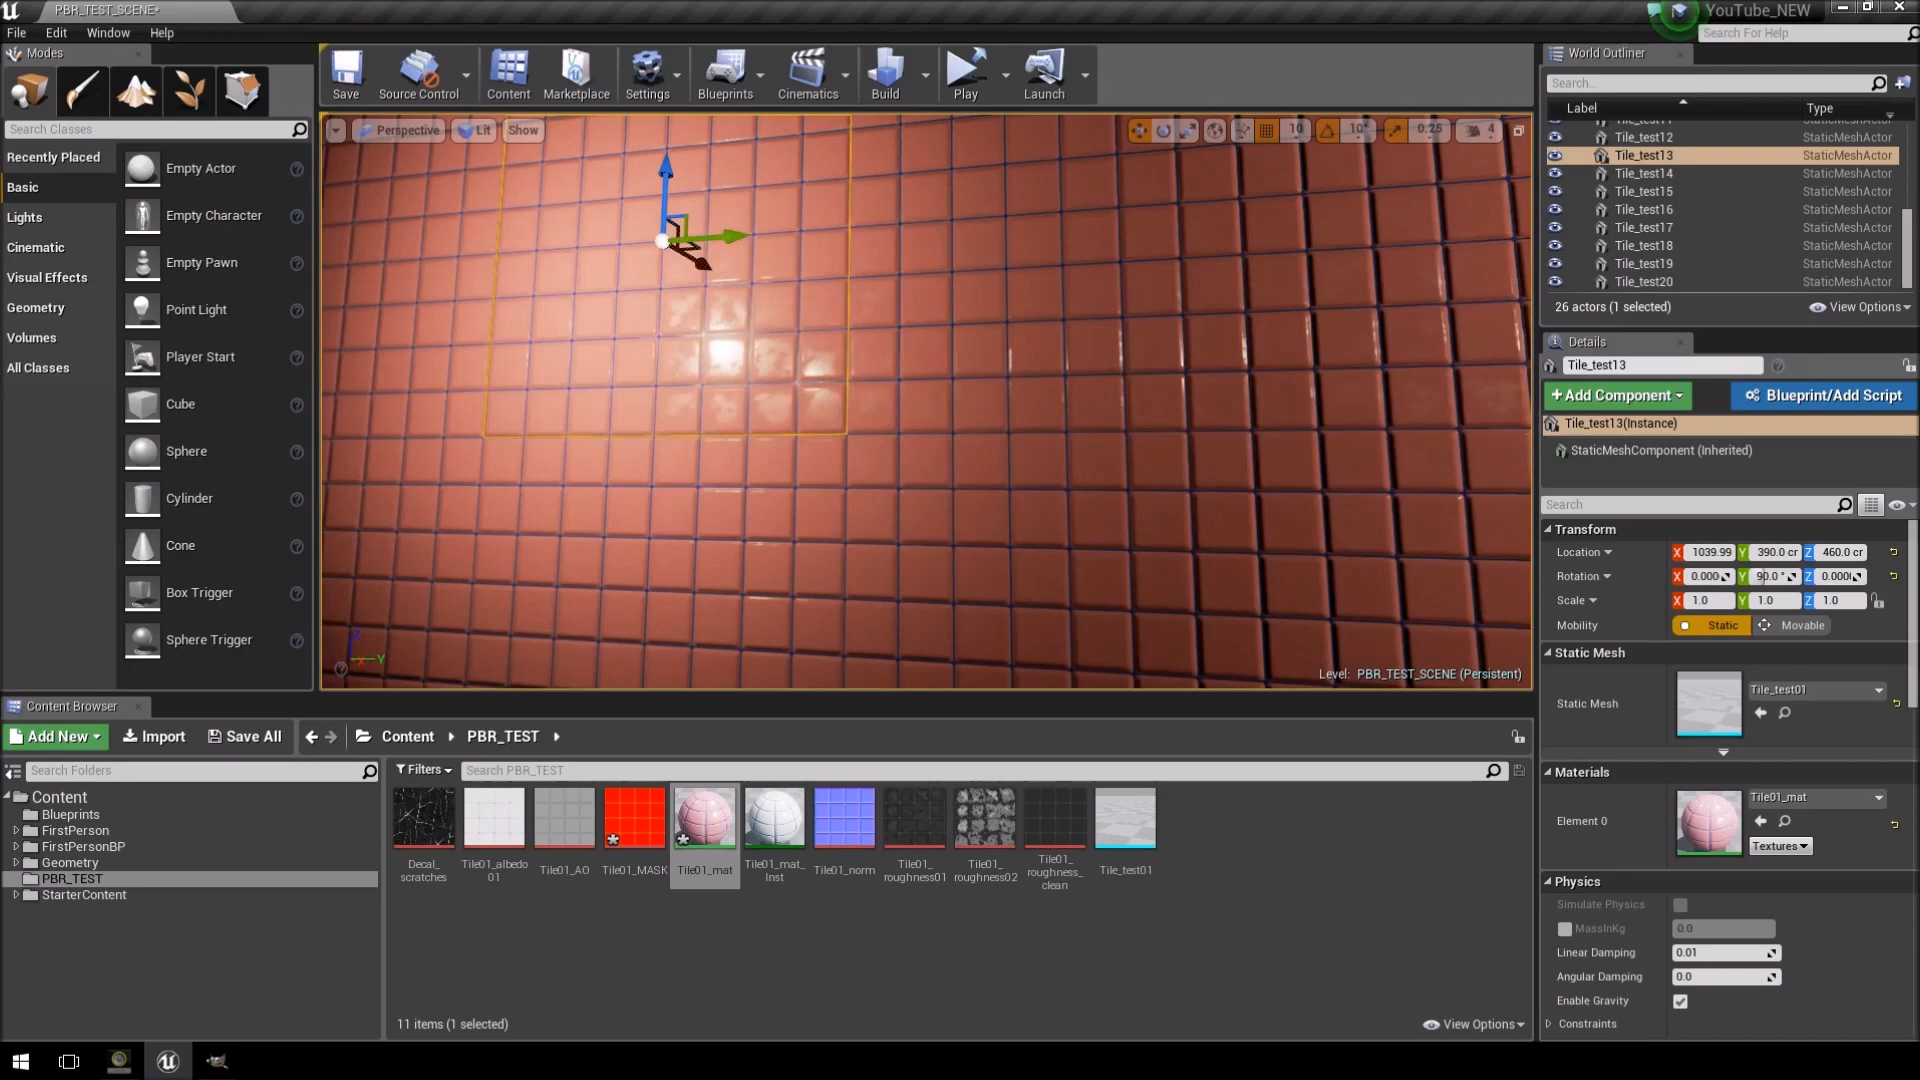 PBR_TEST_SCENE*
YouTube_NEW
File Edit Window Help
Search For Help
Modes
Search Classes
Recently Placed
Basic
Lights
Cinematic
Visual Effects
Geometry
Volumes
All Classes
Empty Actor
Empty Character
Empty Pawn
Point Light
Player Start
Cube
Sphere
Cylinder
Cone
Box Trigger
Sphere Trigger
Save Source Control Content Marketplace Settings Blueprints Cinematics Build Play Launch
Perspective Lit Show
10 10° 0.25 4
Level: PBR_TEST_SCENE (Persistent)
World Outliner
Search...
Label Type
Tile_test12 StaticMeshActor
Tile_test13 StaticMeshActor
Tile_test14 StaticMeshActor
Tile_test15 StaticMeshActor
Tile_test16 StaticMeshActor
Tile_test17 StaticMeshActor
Tile_test18 StaticMeshActor
Tile_test19 StaticMeshActor
Tile_test20 StaticMeshActor
26 actors (1 selected) View Options
Details
Tile_test13
+Add Component Blueprint/Add Script
Tile_test13(Instance)
StaticMeshComponent (Inherited)
Search
Transform
Location X 1039.99 Y 390.0 cr Z 460.0 cr
Rotation X 0.000 Y 90.0 ° Z 0.000
Scale X 1.0 Y 1.0 Z 1.0
Mobility Static Movable
Static Mesh
Static Mesh Tile_test01
Materials
Element 0 Tile01_mat
Textures
Physics
Simulate Physics
MassInKg 0.0
Linear Damping 0.01
Angular Damping 0.0
Enable Gravity
Constraints
Content Browser
Add New Import Save All Content PBR_TEST
Search Folders
Content
Blueprints
FirstPerson
FirstPersonBP
Geometry
PBR_TEST
StarterContent
Filters Search PBR_TEST
Decal_
scratches
Tile01_albedo
01
Tile01_AO
Tile01_MASK
Tile01_mat
Tile01_mat_
Inst
Tile01_norm
Tile01_
roughness01
Tile01_
roughness02
Tile01_
roughness_
clean
Tile_test01
11 items (1 selected) View Options